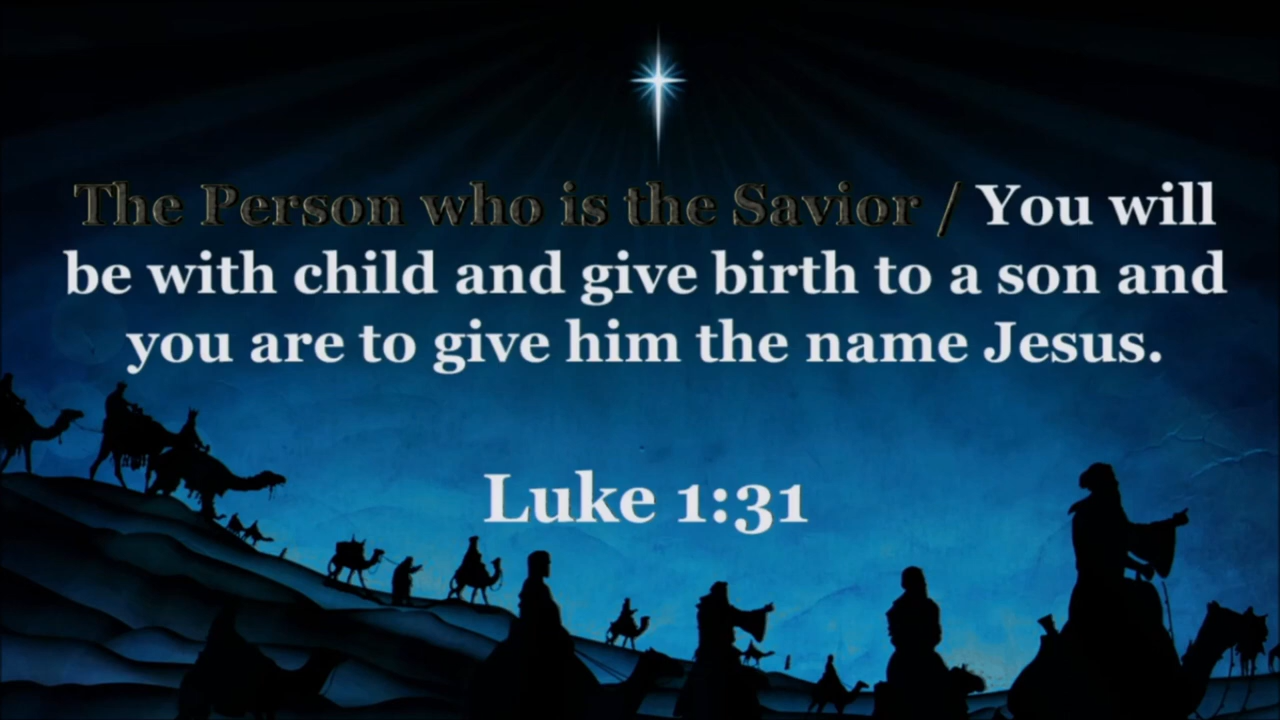 The Person who is the Savior / You will
be with child and give birth to a son and
you are to give him the name Jesus.
Luke 1:31